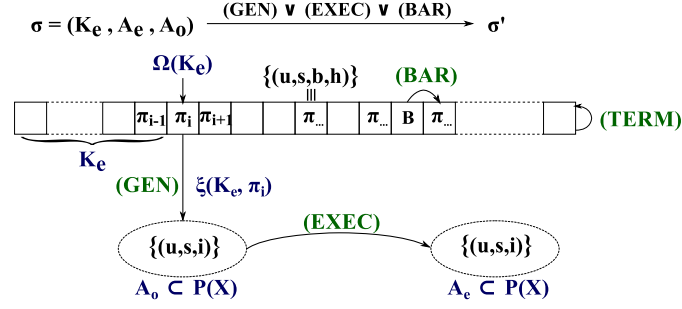 (GEN) ∨ (EXEC) ∨ (BAR)
σ = (Kₑ , Aₑ , Aₒ) σ'
Ω(Kₑ) {(u,s,b,h)} (BAR)
πᵢ₋₁ πᵢ πᵢ₊₁ π... π... B π... (TERM)
Kₑ
(GEN) ξ(Kₑ, πᵢ)
(EXEC)
{(u,s,i)} {(u,s,i)}
Aₒ ⊂ P(X) Aₑ ⊂ P(X)